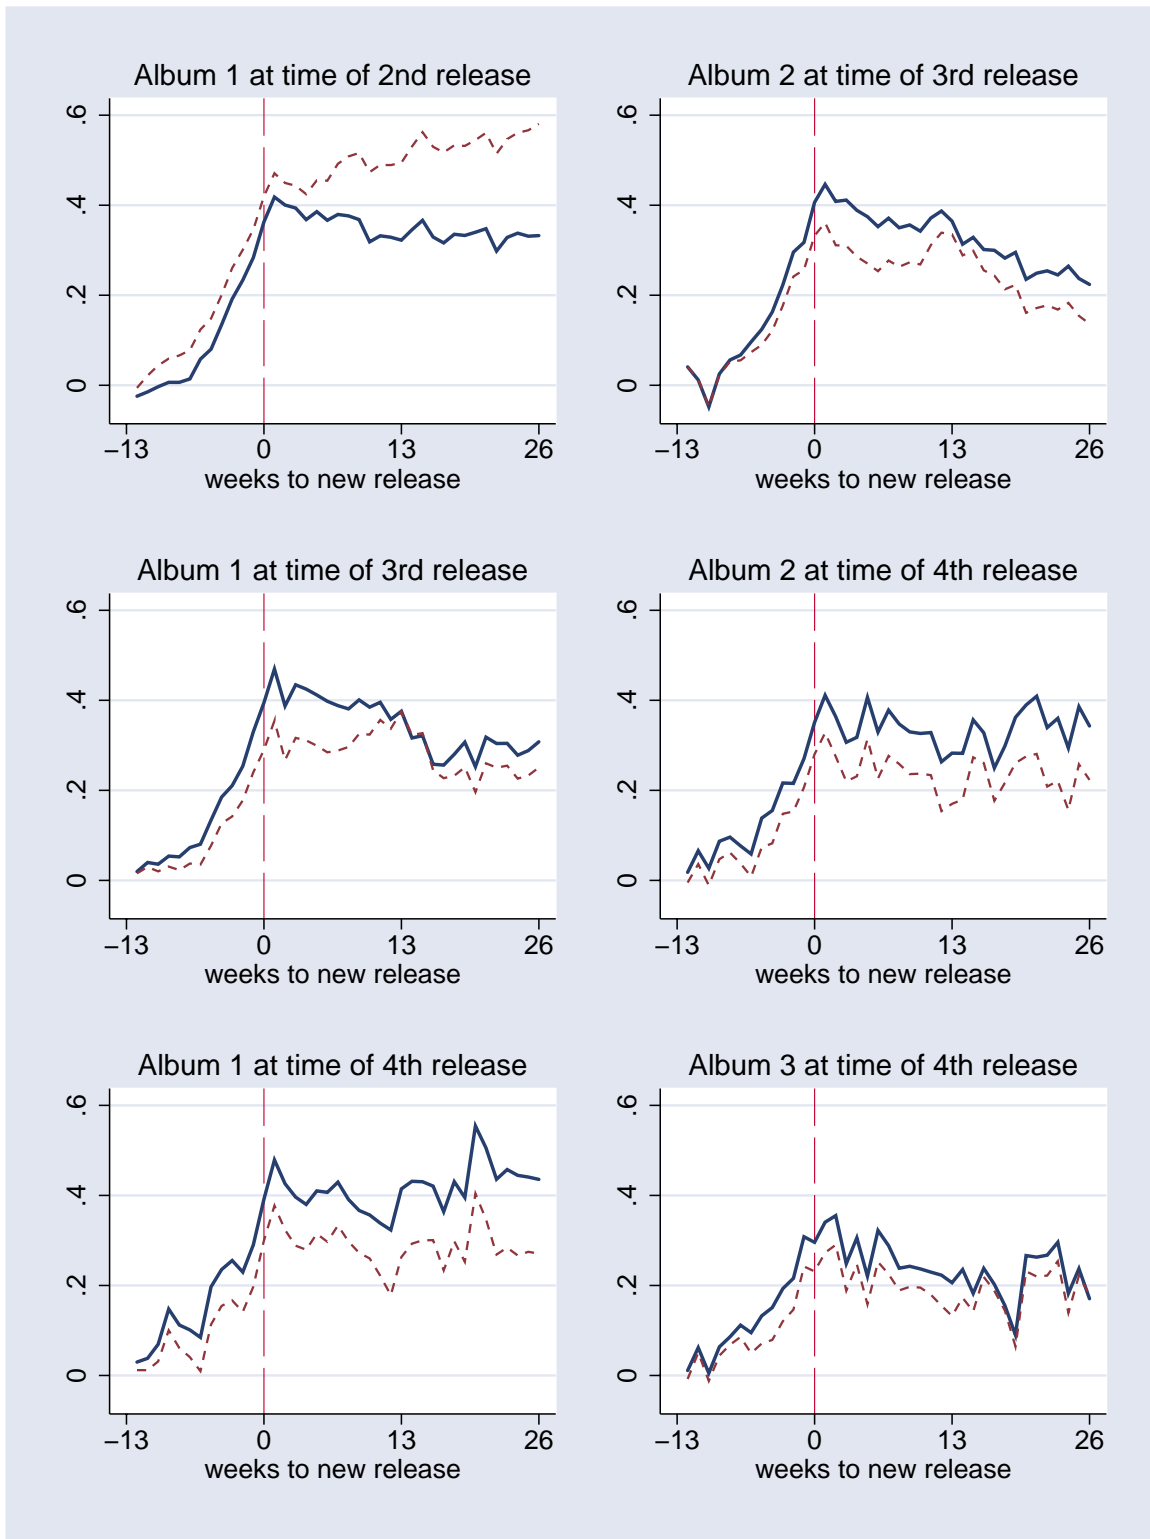 Album 1 at time of 2nd release
.6
.4
.2
0
−13 0 13 26
weeks to new release
Album 2 at time of 3rd release
.6
.4
.2
0
−13 0 13 26
weeks to new release
Album 1 at time of 3rd release
.6
.4
.2
0
−13 0 13 26
weeks to new release
Album 2 at time of 4th release
.6
.4
.2
0
−13 0 13 26
weeks to new release
Album 1 at time of 4th release
.6
.4
.2
0
−13 0 13 26
weeks to new release
Album 3 at time of 4th release
.6
.4
.2
0
−13 0 13 26
weeks to new release